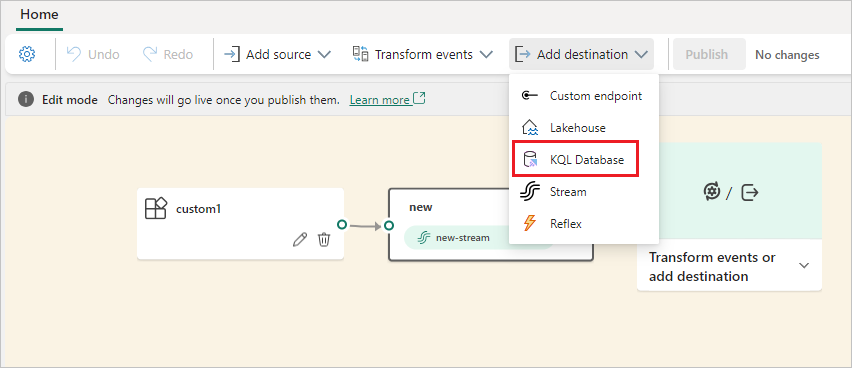 Home
Undo Redo Add source Transform events Add destination Publish No changes
Edit mode Changes will go live once you publish them. Learn more
Custom endpoint
Lakehouse
KQL Database
Stream
Reflex
custom1
new
new-stream
/
Transform events or
add destination